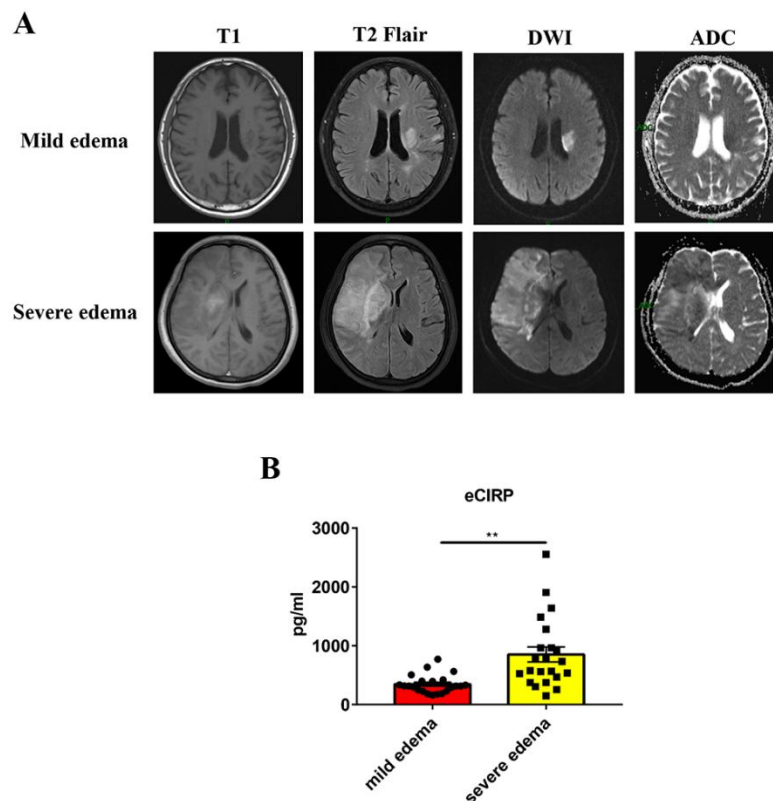 A
T1
T2 Flair
DWI
ADC
Mild edema
Severe edema
B
eCIRP
**
3000
2000
1000
0
pg/ml
mild edema
severe edema